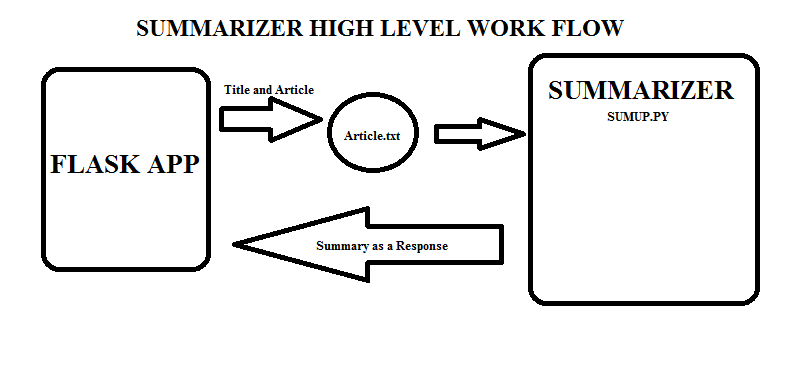 SUMMARIZER HIGH LEVEL WORK FLOW
Title and Article
FLASK APP
Article.txt
SUMMARIZER
SUMUP.PY
Summary as a Response